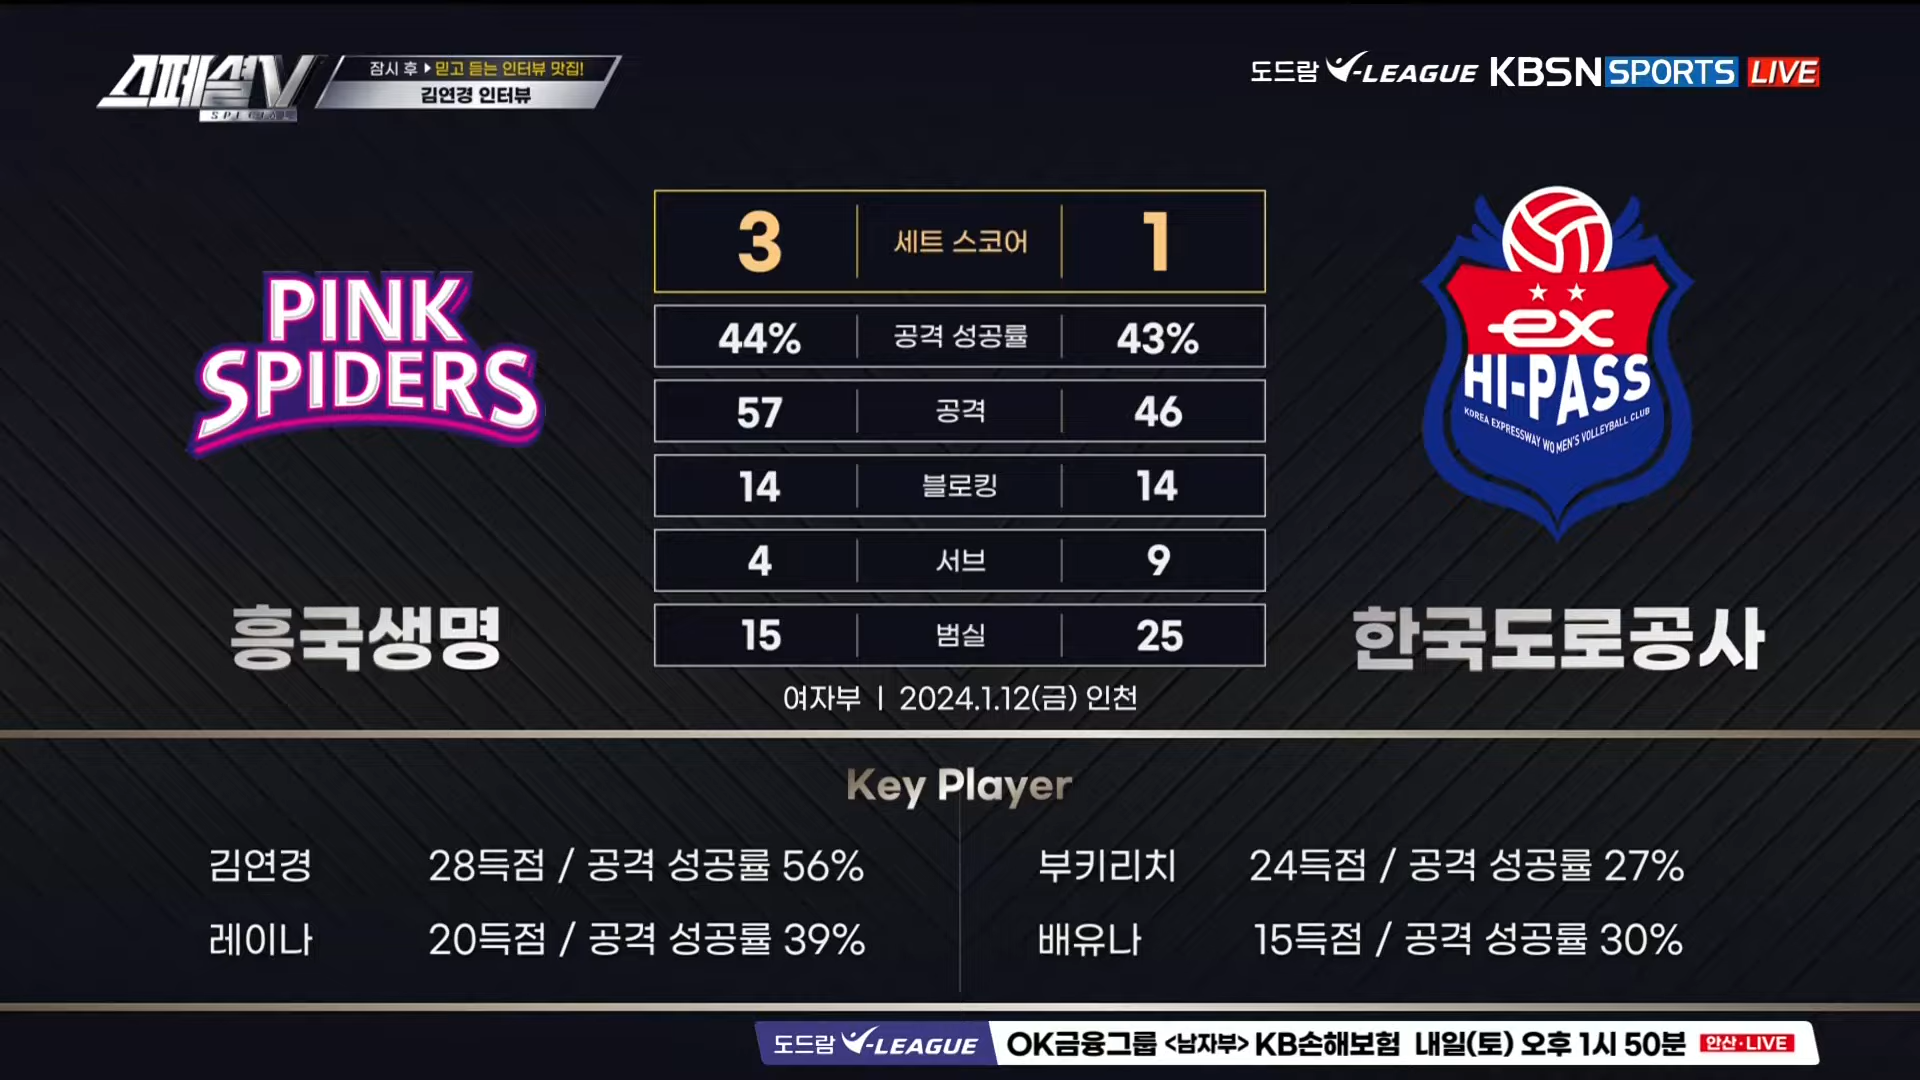 스페셜V
SPECIAL
잠시 후 ▶ 믿고 듣는 인터뷰 맛집!
김연경 인터뷰
도드람 V-LEAGUE KBSN SPORTS LIVE
PINK
SPIDERS
흥국생명
3 세트 스코어 1
44% 공격 성공률 43%
57 공격 46
14 블로킹 14
4 서브 9
15 범실 25
여자부 | 2024.1.12(금) 인천
ex
HI-PASS
KOREA EXPRESSWAY WOMEN'S VOLLEYBALL CLUB
한국도로공사
Key Player
김연경 28득점 / 공격 성공률 56%
레이나 20득점 / 공격 성공률 39%
부키리치 24득점 / 공격 성공률 27%
배유나 15득점 / 공격 성공률 30%
도드람 V-LEAGUE OK금융그룹 <남자부> KB손해보험 내일(토) 오후 1시 50분 안산·LIVE